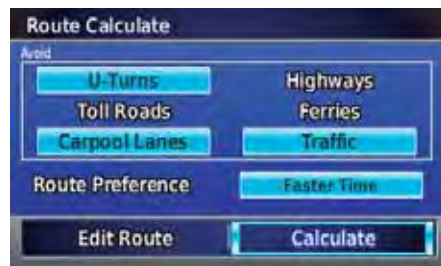 Route Calculate
Avoid
U-Turns Highways
Toll Roads Ferries
Carpool Lanes Traffic
Route Preference Faster Time
Edit Route Calculate